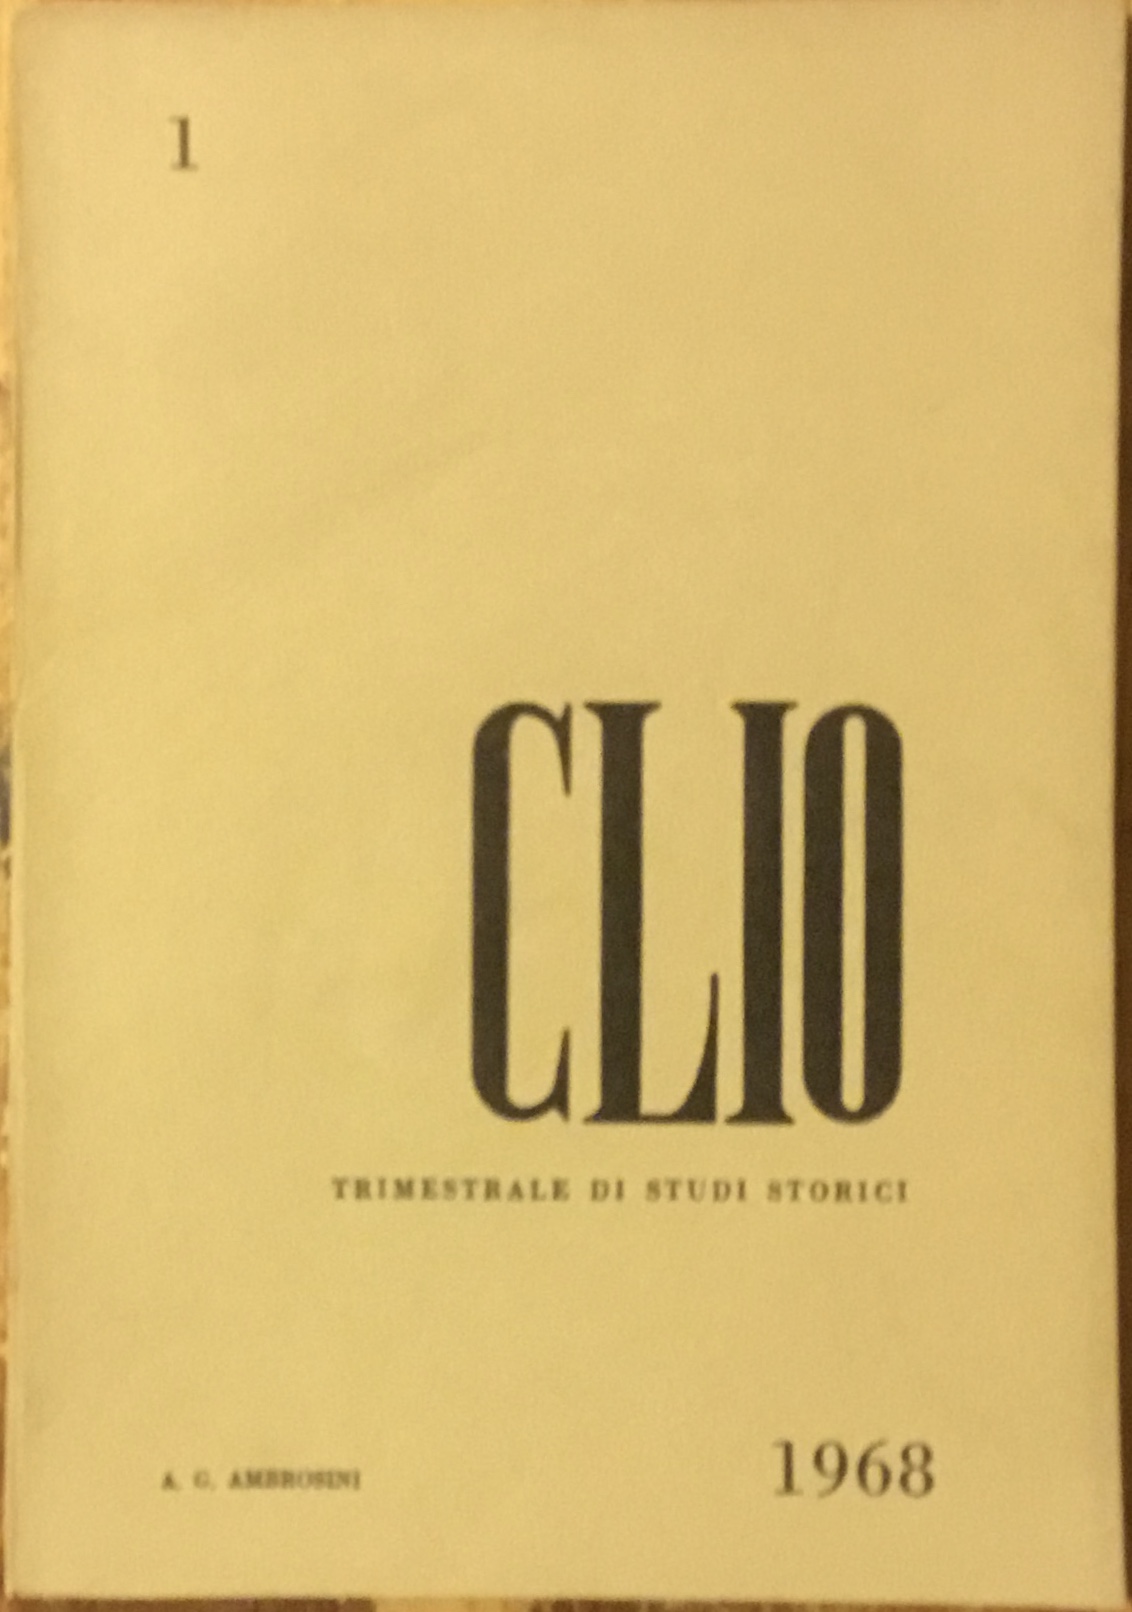 1
CLIO
TRIMESTRALE DI STUDI STORICI
A. G. AMBROSINI
1968